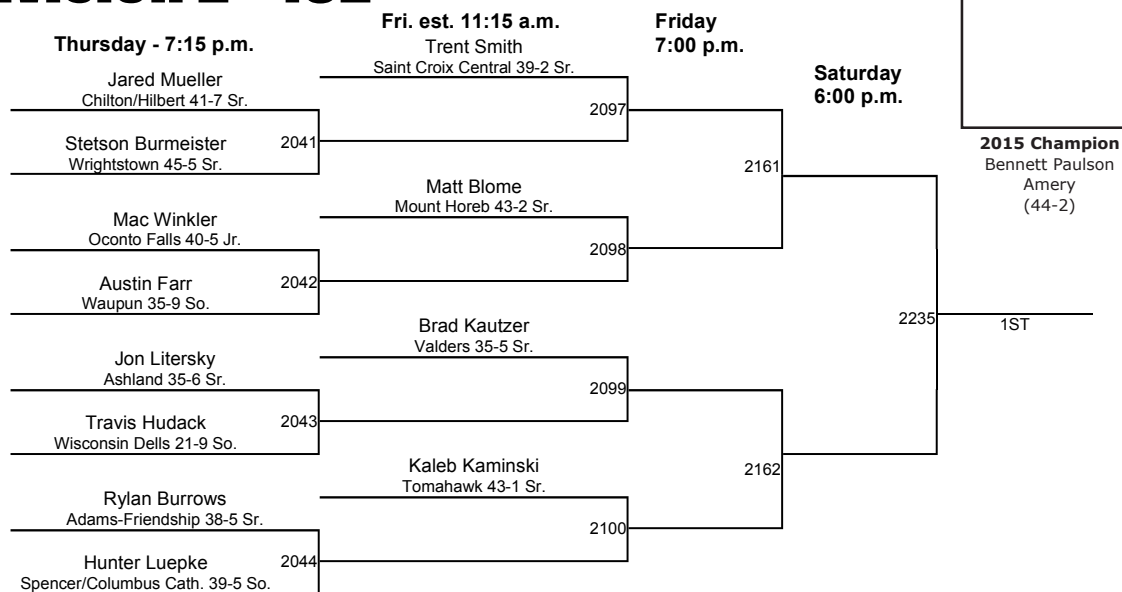 Thursday - 7:15 p.m.
Fri. est. 11:15 a.m.
Friday
7:00 p.m.
Saturday
6:00 p.m.
Jared Mueller
Chilton/Hilbert 41-7 Sr.
Stetson Burmeister
Wrightstown 45-5 Sr.
2041
Mac Winkler
Oconto Falls 40-5 Jr.
Austin Farr
Waupun 35-9 So.
2042
Jon Litersky
Ashland 35-6 Sr.
Travis Hudack
Wisconsin Dells 21-9 So.
2043
Rylan Burrows
Adams-Friendship 38-5 Sr.
Hunter Luepke
Spencer/Columbus Cath. 39-5 So.
2044
Trent Smith
Saint Croix Central 39-2 Sr.
2097
Matt Blome
Mount Horeb 43-2 Sr.
2098
Brad Kautzer
Valders 35-5 Sr.
2099
Kaleb Kaminski
Tomahawk 43-1 Sr.
2100
2161
2162
2235
1ST
2015 Champion
Bennett Paulson
Amery
(44-2)